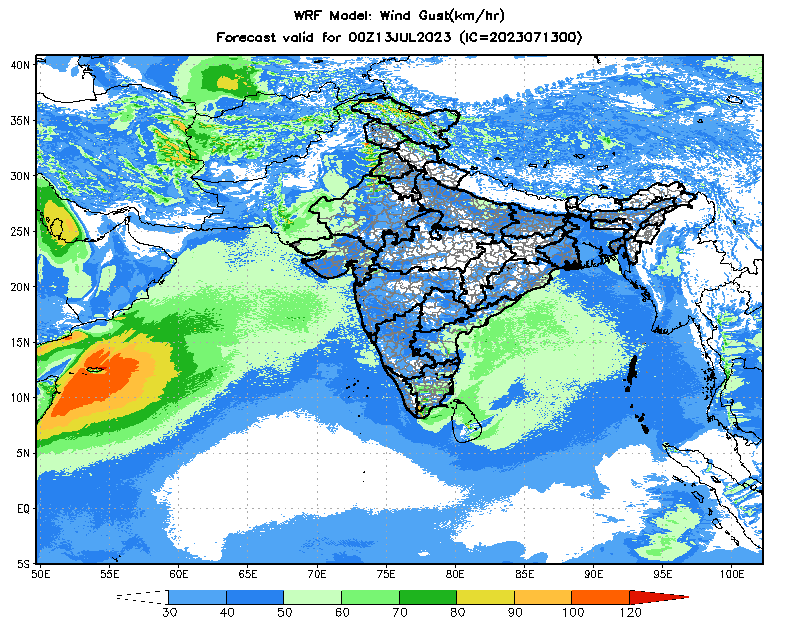 WRF Model: Wind Gust(km/hr)
Forecast valid for 00Z13JUL2023 (IC=2023071300)
40N
35N
30N
25N
20N
15N
10N
5N
EQ
5S
50E 55E 60E 65E 70E 75E 80E 85E 90E 95E 100E
30 40 50 60 70 80 90 100 120